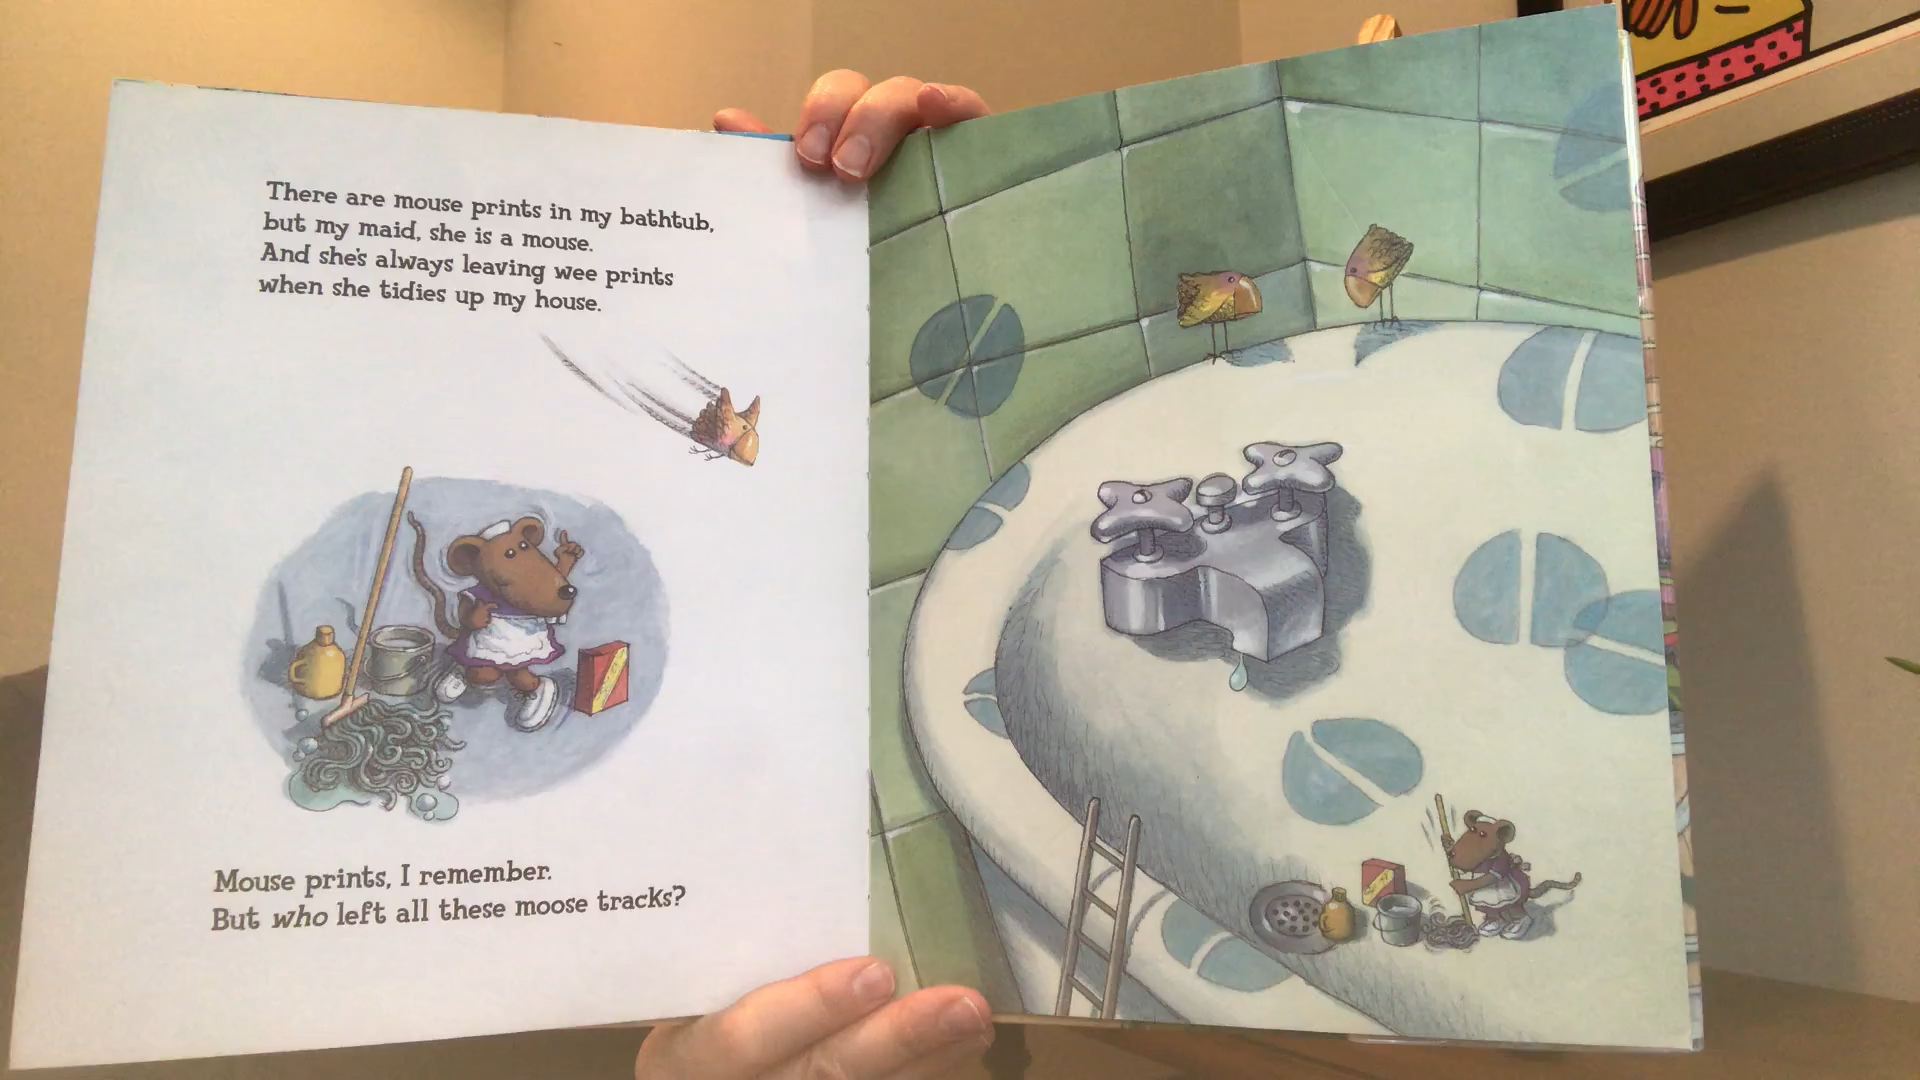 There are mouse prints in my bathtub,
but my maid, she is a mouse.
And she's always leaving wee prints
when she tidies up my house.
Mouse prints, I remember.
But who left all these moose tracks?